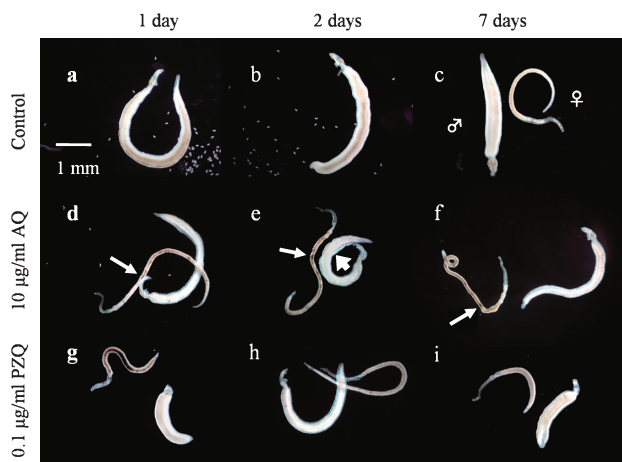 1 day 2 days 7 days
Control
a b c
♂ ♀
1 mm
10 µg/ml AQ
d e f
0.1 µg/ml PZQ
g h i